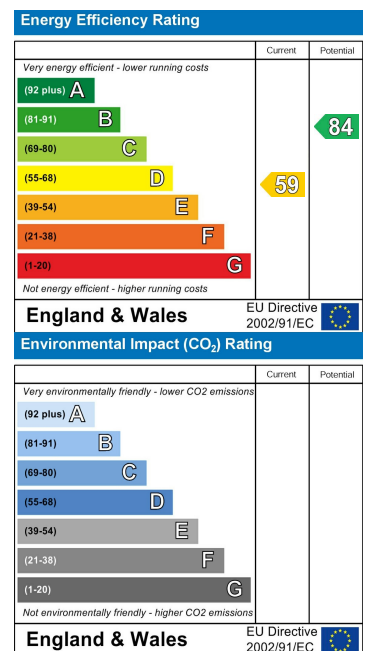 Energy Efficiency Rating
Current Potential
Very energy efficient - lower running costs
(92 plus) A
(81-91) B
84
(69-80) C
(55-68) D
59
(39-54) E
(21-38) F
(1-20) G
Not energy efficient - higher running costs
England & Wales
EU Directive
2002/91/EC
Environmental Impact (CO₂) Rating
Current Potential
Very environmentally friendly - lower CO2 emissions
(92 plus) A
(81-91) B
(69-80) C
(55-68) D
(39-54) E
(21-38) F
(1-20) G
Not environmentally friendly - higher CO2 emissions
England & Wales
EU Directive
2002/91/EC